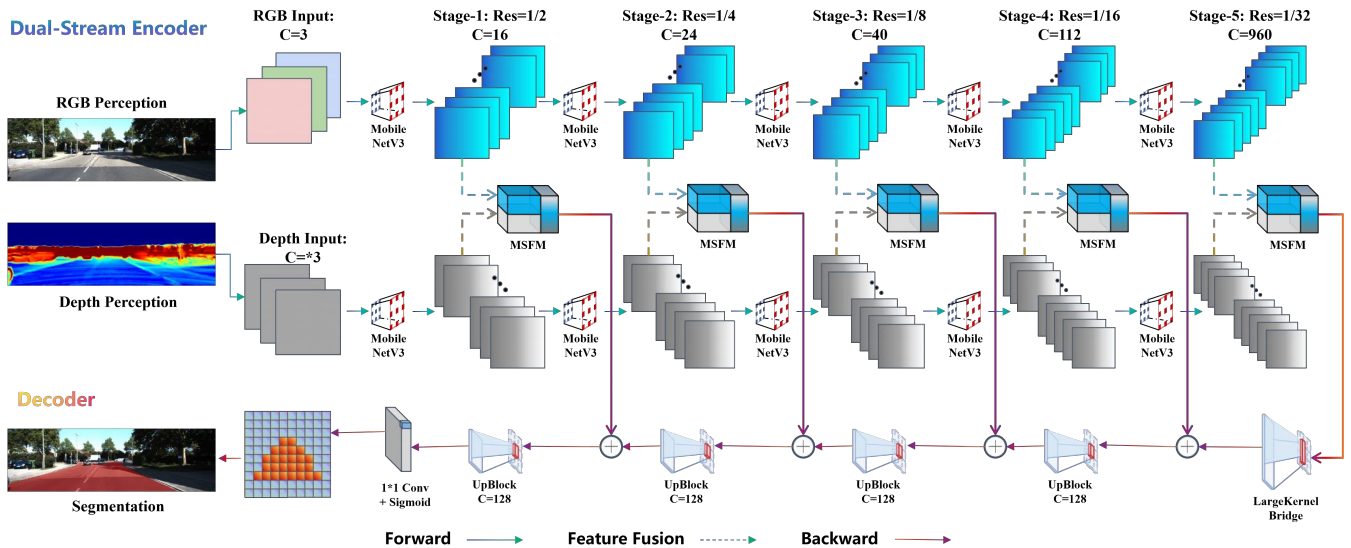 Dual-Stream Encoder
RGB Input:
C=3
Stage-1: Res=1/2
C=16
Stage-2: Res=1/4
C=24
Stage-3: Res=1/8
C=40
Stage-4: Res=1/16
C=112
Stage-5: Res=1/32
C=960
RGB Perception
Mobile
NetV3
Mobile
NetV3
Mobile
NetV3
Mobile
NetV3
Mobile
NetV3
MSFM
MSFM
MSFM
MSFM
MSFM
Depth Input:
C=*3
Depth Perception
Mobile
NetV3
Mobile
NetV3
Mobile
NetV3
Mobile
NetV3
Mobile
NetV3
Decoder
Segmentation
1*1 Conv
+ Sigmoid
UpBlock
C=128
UpBlock
C=128
UpBlock
C=128
UpBlock
C=128
LargeKernel
Bridge
Forward
Feature Fusion
Backward